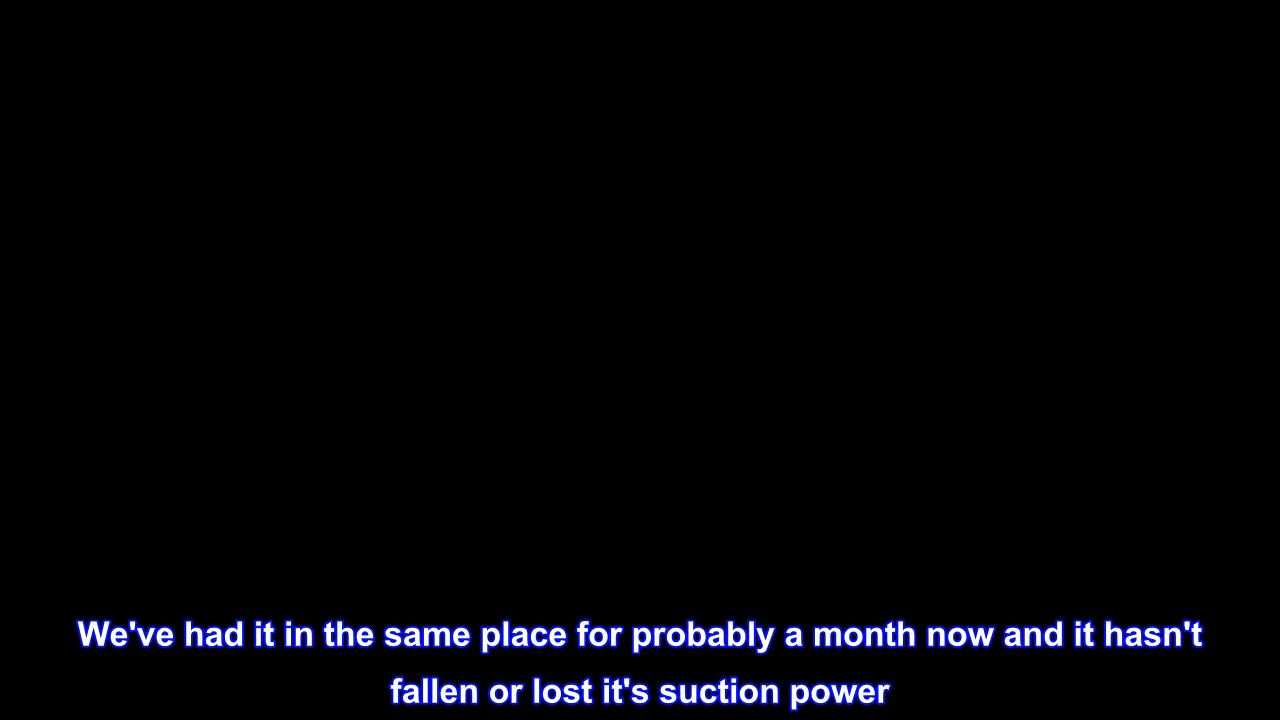 We've had it in the same place for probably a month now and it hasn't
fallen or lost it's suction power